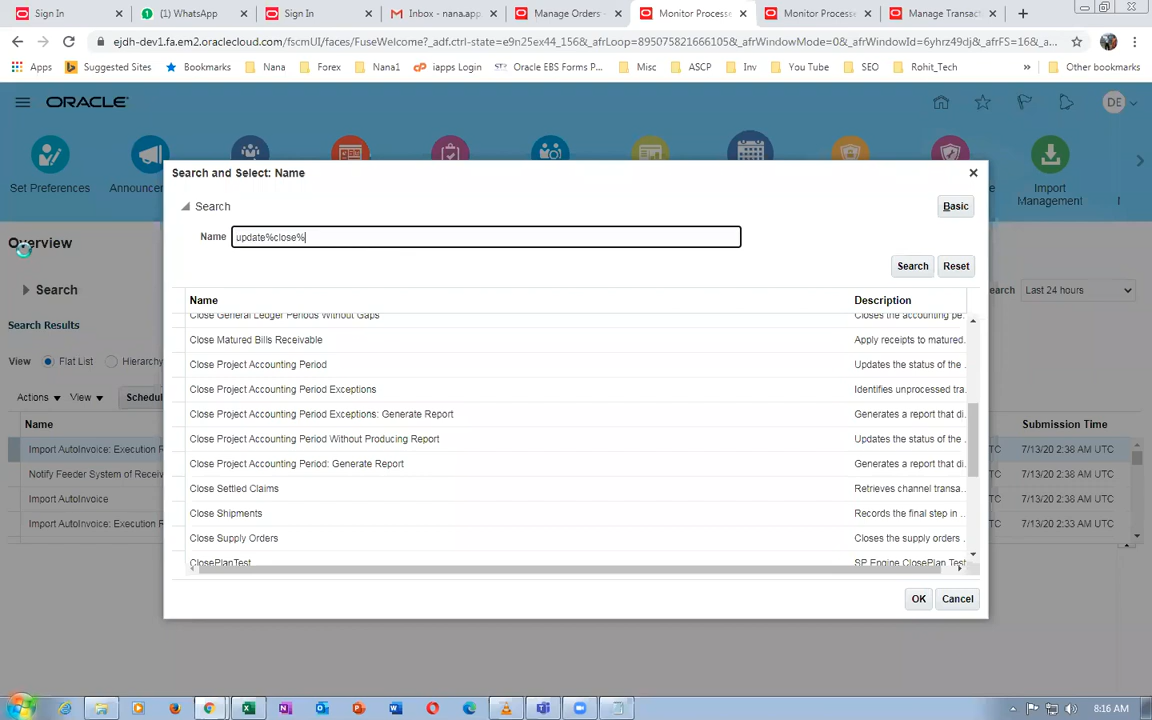 Sign In
(1) WhatsApp
Sign In
Inbox - nana.app
Manage Orders -
Monitor Processe
Monitor Processe
Manage Transact
ejdh-dev1.fa.em2.oraclecloud.com/fscmUI/faces/FuseWelcome?_adf.ctrl-state=e9n25ex44_156&_afrLoop=895075821666105&_afrWindowMode=0&_afrWindowId=6yhrz49dj&_afrFS=16&_a...
Apps
Suggested Sites
Bookmarks
Nana
Forex
Nana1
iapps Login
Oracle EBS Forms P...
Misc
ASCP
Inv
You Tube
SEO
Rohit_Tech
»
Other bookmarks
ORACLE
DE
Set Preferences
Announce
Import Management
Search and Select: Name
Search
Basic
Name
update%close%
Search
Reset
Name
Description
Close General Ledger Periods Without Gaps
Closes the accounting pe.
Close Matured Bills Receivable
Apply receipts to matured.
Close Project Accounting Period
Updates the status of the ..
Close Project Accounting Period Exceptions
Identifies unprocessed tra.
Close Project Accounting Period Exceptions: Generate Report
Generates a report that di.
Close Project Accounting Period Without Producing Report
Updates the status of the ..
Close Project Accounting Period: Generate Report
Generates a report that di.
Close Settled Claims
Retrieves channel transa..
Close Shipments
Records the final step in ..
Close Supply Orders
Closes the supply orders ..
ClosePlanTest
SP Engine ClosePlan Test
OK
Cancel
Overview
Search
earch
Last 24 hours
Search Results
View
Flat List
Hierarchy
Actions
View
Schedul
Name
Submission Time
Import AutoInvoice: Execution R
TC
7/13/20 2:38 AM UTC
Notify Feeder System of Receiv
TC
7/13/20 2:38 AM UTC
Import AutoInvoice
TC
7/13/20 2:38 AM UTC
Import AutoInvoice: Execution R
TC
7/13/20 2:33 AM UTC
8:16 AM